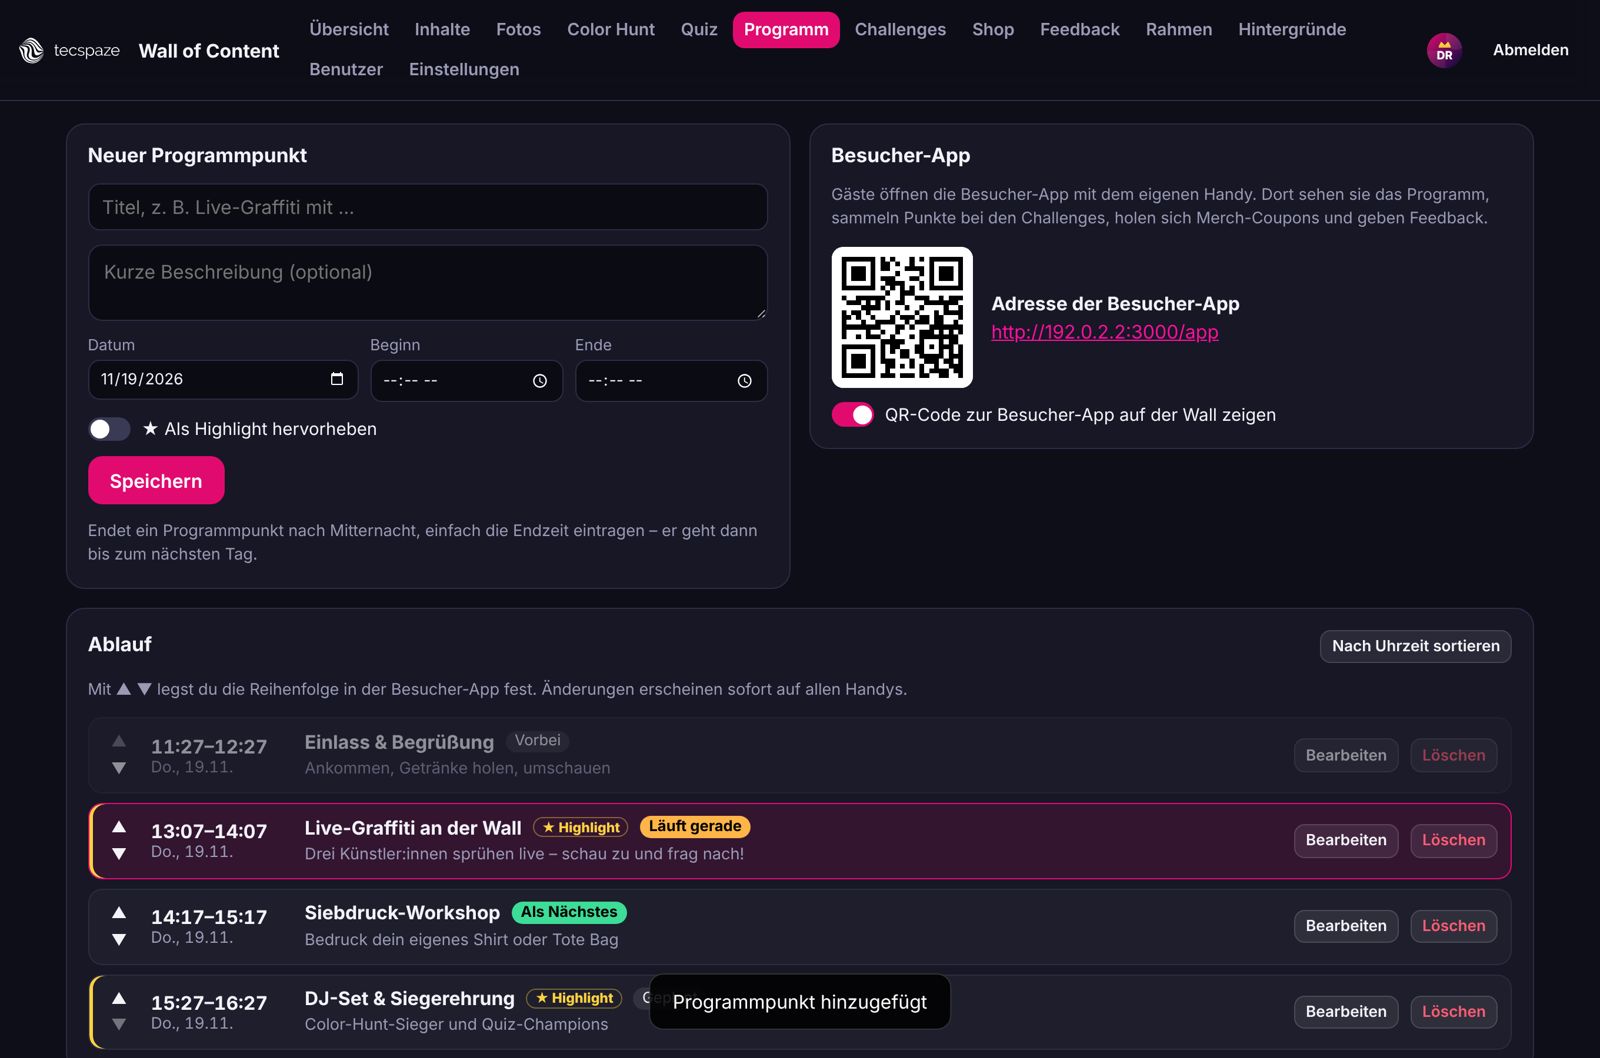 tecspaze Wall of Content
Übersicht Inhalte Fotos Color Hunt Quiz Programm Challenges Shop Feedback Rahmen Hintergründe
Benutzer Einstellungen
DR
Abmelden
Neuer Programmpunkt
Titel, z. B. Live-Graffiti mit ...
Kurze Beschreibung (optional)
Datum Beginn Ende
11/19/2026 --:-- -- --:-- --
★ Als Highlight hervorheben
Speichern
Endet ein Programmpunkt nach Mitternacht, einfach die Endzeit eintragen – er geht dann
bis zum nächsten Tag.
Besucher-App
Gäste öffnen die Besucher-App mit dem eigenen Handy. Dort sehen sie das Programm,
sammeln Punkte bei den Challenges, holen sich Merch-Coupons und geben Feedback.
Adresse der Besucher-App
http://192.0.2.2:3000/app
QR-Code zur Besucher-App auf der Wall zeigen
Ablauf
Nach Uhrzeit sortieren
Mit ▲ ▼ legst du die Reihenfolge in der Besucher-App fest. Änderungen erscheinen sofort auf allen Handys.
▲ 11:27–12:27 Einlass & Begrüßung Vorbei
▼ Do., 19.11. Ankommen, Getränke holen, umschauen
Bearbeiten Löschen
▲ 13:07–14:07 Live-Graffiti an der Wall ★ Highlight Läuft gerade
▼ Do., 19.11. Drei Künstler:innen sprühen live – schau zu und frag nach!
Bearbeiten Löschen
▲ 14:17–15:17 Siebdruck-Workshop Als Nächstes
▼ Do., 19.11. Bedruck dein eigenes Shirt oder Tote Bag
Bearbeiten Löschen
▲ 15:27–16:27 DJ-Set & Siegerehrung ★ Highlight
▼ Do., 19.11. Color-Hunt-Sieger und Quiz-Champions
Bearbeiten Löschen
Programmpunkt hinzugefügt